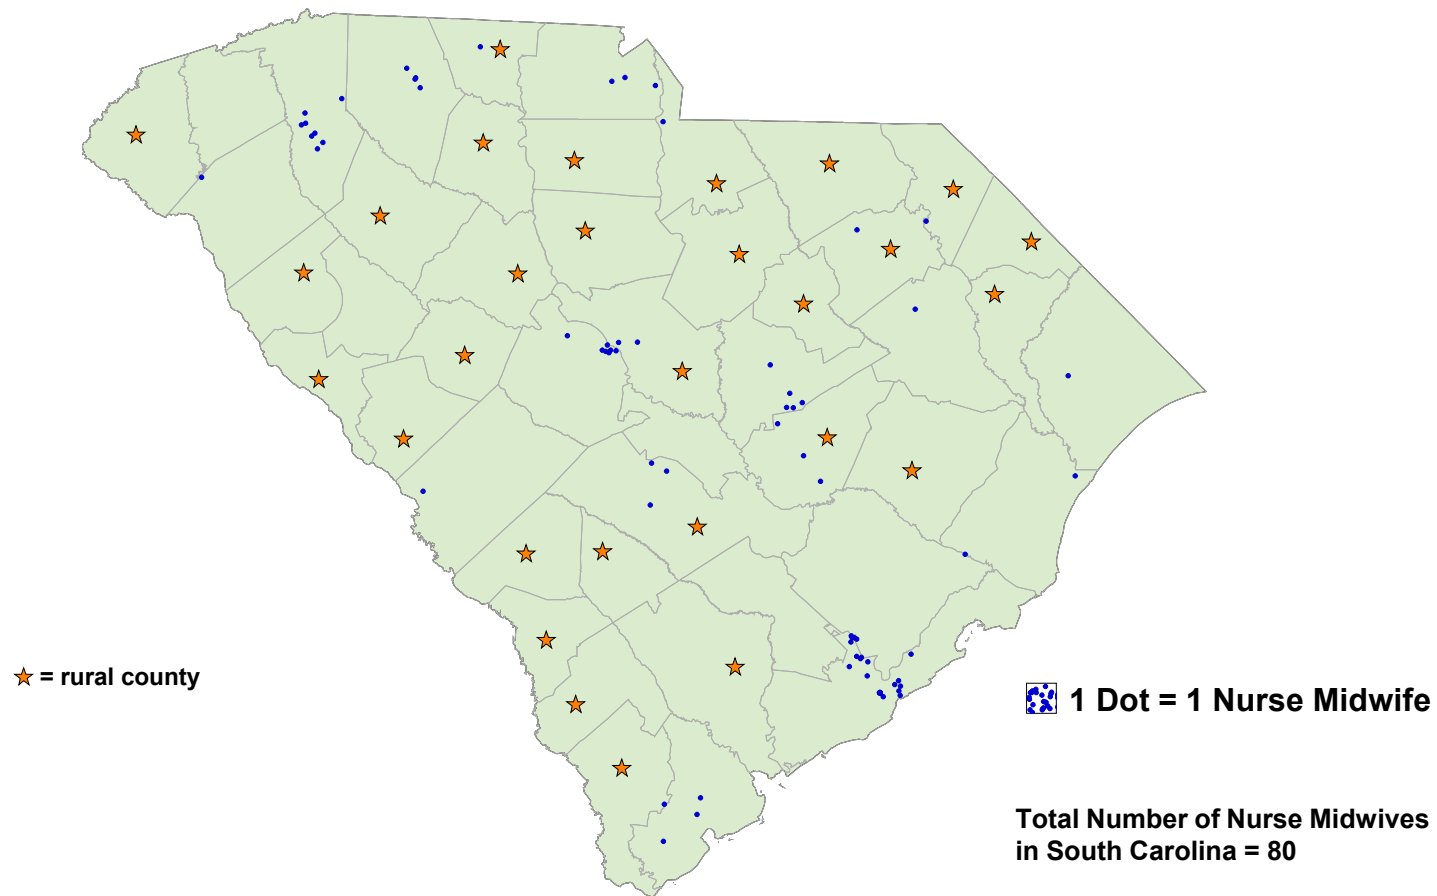 = rural county
1 Dot = 1 Nurse Midwife
Total Number of Nurse Midwives
in South Carolina = 80